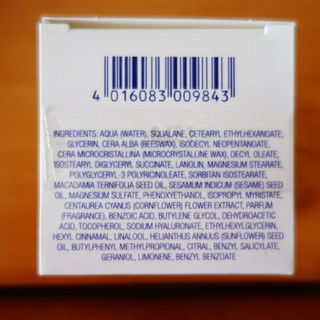 4 016083 009843
INGREDIENTS: AQUA (WATER), SQUALANE, CETEARYL ETHYLHEXANOATE,
GLYCERIN, CERA ALBA (BEESWAX), ISODECYL NEOPENTANOATE,
CERA MICROCRISTALLINA (MICROCRYSTALLINE WAX), DECYL OLEATE,
ISOSTEARYL DIGLYCERYL SUCCINATE, LANOLIN, MAGNESIUM STEARATE,
POLYGLYCERYL-3 POLYRICINOLEATE, SORBITAN ISOSTEARATE,
MACADAMIA TERNIFOLIA SEED OIL, SESAMUM INDICUM (SESAME) SEED
OIL, MAGNESIUM SULFATE, PHENOXYETHANOL, ISOPROPYL MYRISTATE,
CENTAUREA CYANUS (CORNFLOWER) FLOWER EXTRACT, PARFUM
(FRAGRANCE), BENZOIC ACID, BUTYLENE GLYCOL, DEHYDROACETIC
ACID, TOCOPHEROL, SODIUM HYALURONATE, ETHYLHEXYLGLYCERIN,
HEXYL CINNAMAL, LINALOOL, HELIANTHUS ANNUUS (SUNFLOWER) SEED
OIL, BUTYLPHENYL METHYLPROPIONAL, CITRAL, BENZYL SALICYLATE,
GERANIOL, LIMONENE, BENZYL BENZOATE